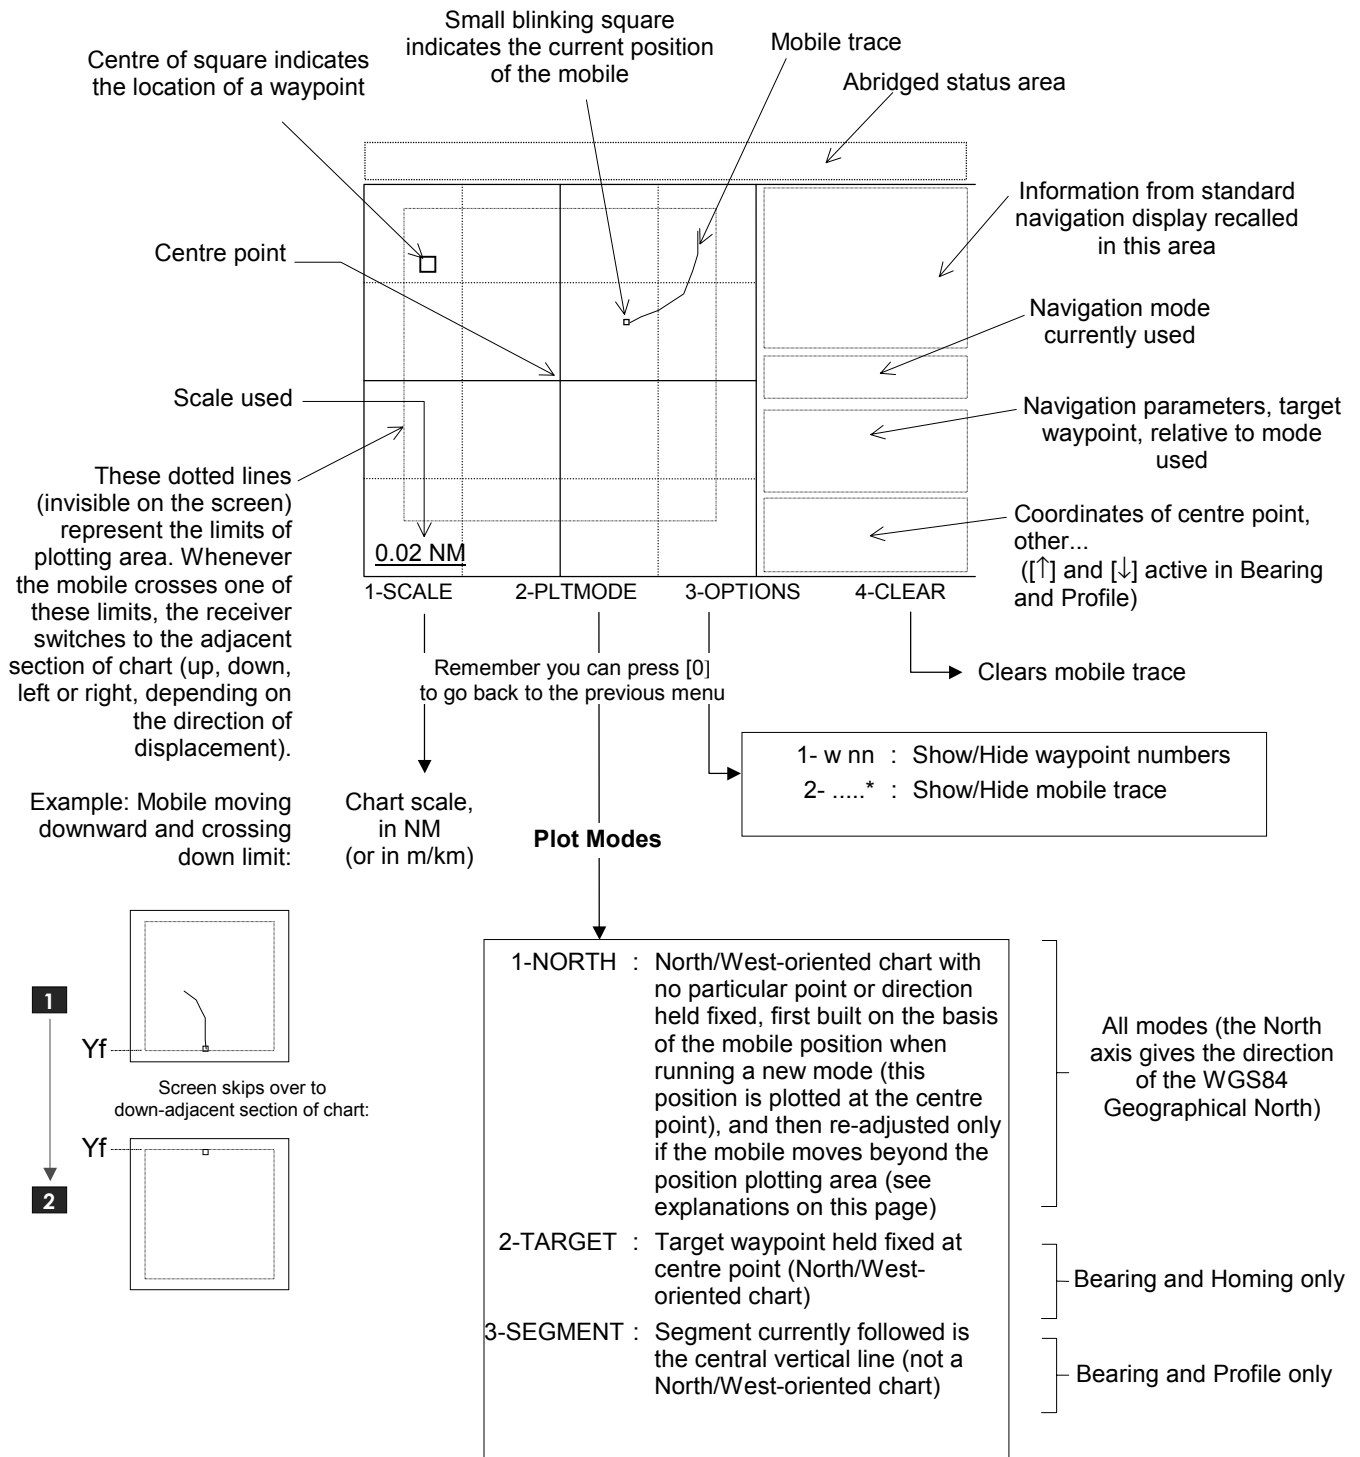 Small blinking square
indicates the current position
of the mobile
Mobile trace
Centre of square indicates
the location of a waypoint
Abridged status area
Information from standard
navigation display recalled
in this area
Centre point
Navigation mode
currently used
Scale used
Navigation parameters, target
waypoint, relative to mode
used
These dotted lines
(invisible on the screen)
represent the limits of
plotting area. Whenever
the mobile crosses one of
these limits, the receiver
switches to the adjacent
section of chart (up, down,
left or right, depending on
the direction of
displacement).
Coordinates of centre point,
other...
([↑] and [↓] active in Bearing
and Profile)
0.02 NM
1-SCALE 2-PLTMODE 3-OPTIONS 4-CLEAR
Remember you can press [0]
to go back to the previous menu
Clears mobile trace
1- w nn : Show/Hide waypoint numbers
2- .....* : Show/Hide mobile trace
Example: Mobile moving
downward and crossing
down limit:
Chart scale,
in NM
(or in m/km)
Plot Modes
1
Yf
Screen skips over to
down-adjacent section of chart:
Yf
2
1-NORTH : North/West-oriented chart with
no particular point or direction
held fixed, first built on the basis
of the mobile position when
running a new mode (this
position is plotted at the centre
point), and then re-adjusted only
if the mobile moves beyond the
position plotting area (see
explanations on this page)
All modes (the North
axis gives the direction
of the WGS84
Geographical North)
2-TARGET : Target waypoint held fixed at
centre point (North/West-
oriented chart)
Bearing and Homing only
3-SEGMENT : Segment currently followed is
the central vertical line (not a
North/West-oriented chart)
Bearing and Profile only